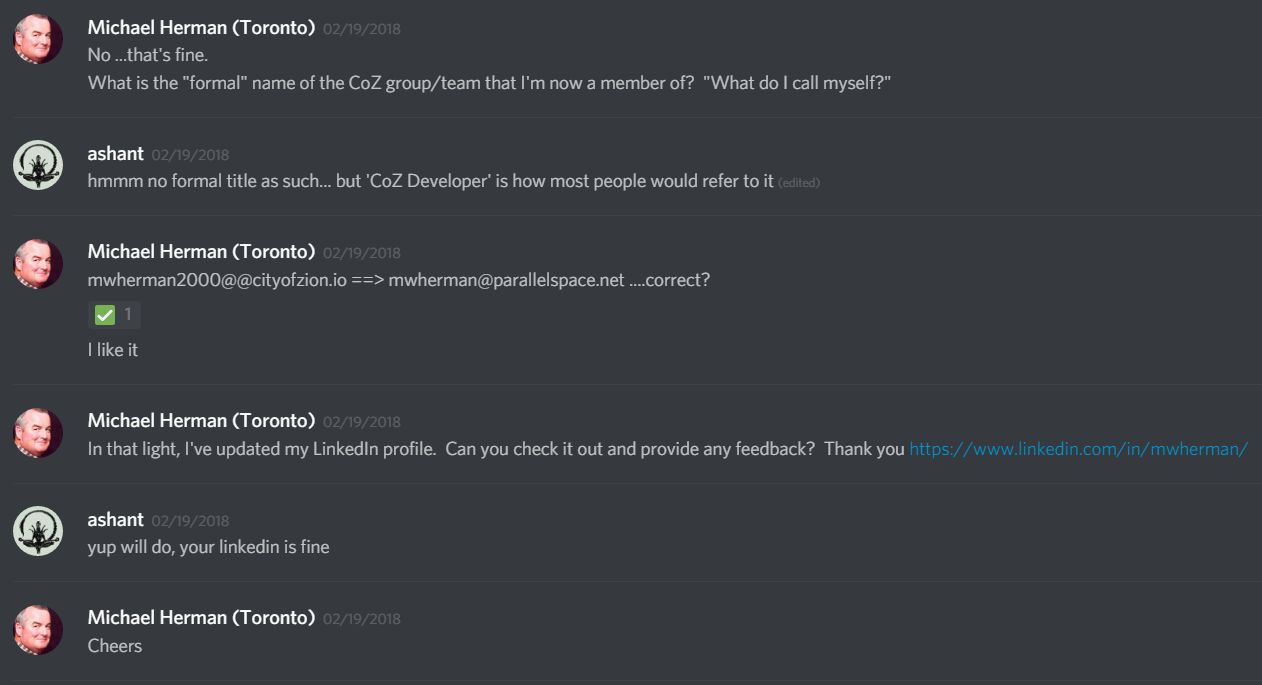 Michael Herman (Toronto) 02/19/2018
No ...that's fine.
What is the "formal" name of the CoZ group/team that I'm now a member of?  "What do I call myself?"
ashant 02/19/2018
hmmm no formal title as such... but 'CoZ Developer' is how most people would refer to it (edited)
Michael Herman (Toronto) 02/19/2018
mwherman2000@@cityofzion.io ==> mwherman@parallelspace.net ....correct?
✅ 1
I like it
Michael Herman (Toronto) 02/19/2018
In that light, I've updated my LinkedIn profile.  Can you check it out and provide any feedback?  Thank you https://www.linkedin.com/in/mwherman/
ashant 02/19/2018
yup will do, your linkedin is fine
Michael Herman (Toronto) 02/19/2018
Cheers